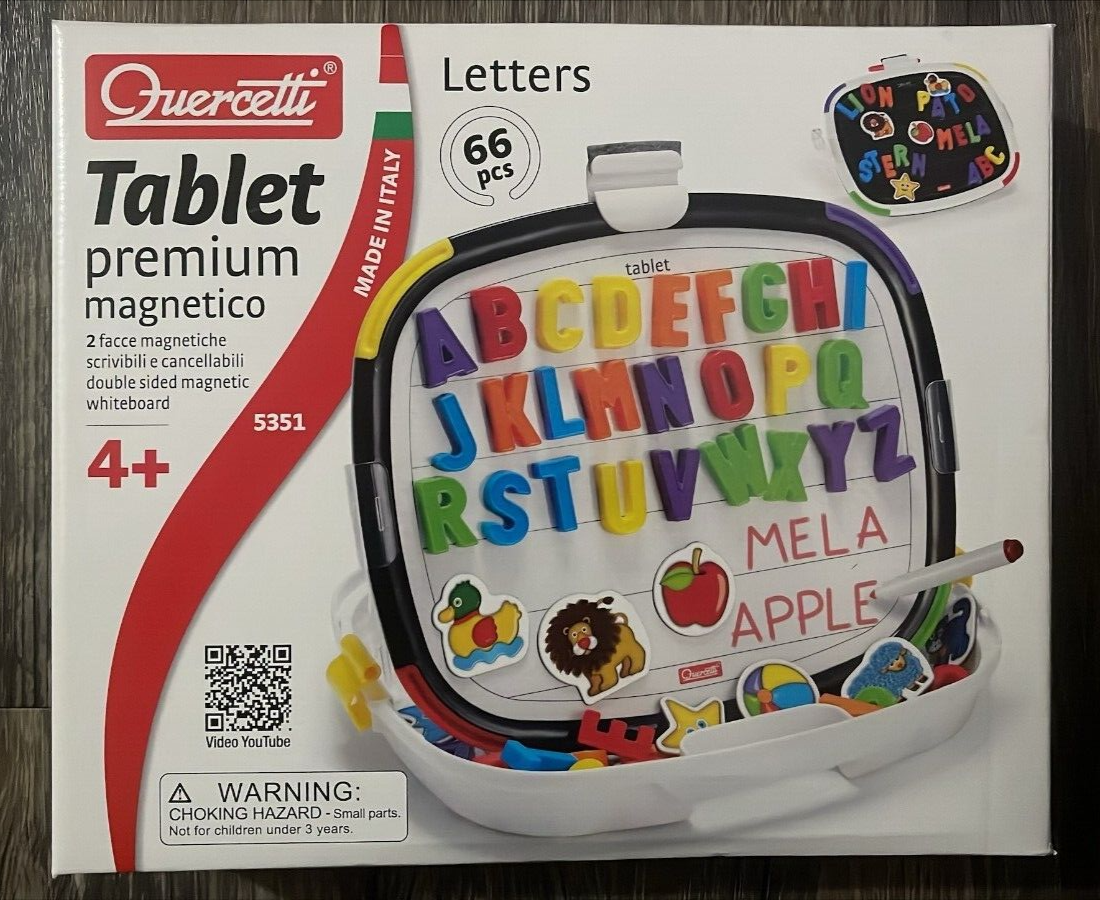 Quercetti®
Tablet
premium
magnetico
2 facce magnetiche
scrivibili e cancellabili
double sided magnetic
whiteboard
4+
5351
MADE IN ITALY
Letters
66
pcs
LION PATO
MELA
STERN ABC
tablet
ABCDEFGHI
JKLMNOPQ
RSTUVWXYZ
MELA
APPLE
Quercetti
E
Video YouTube
WARNING:
CHOKING HAZARD - Small parts.
Not for children under 3 years.